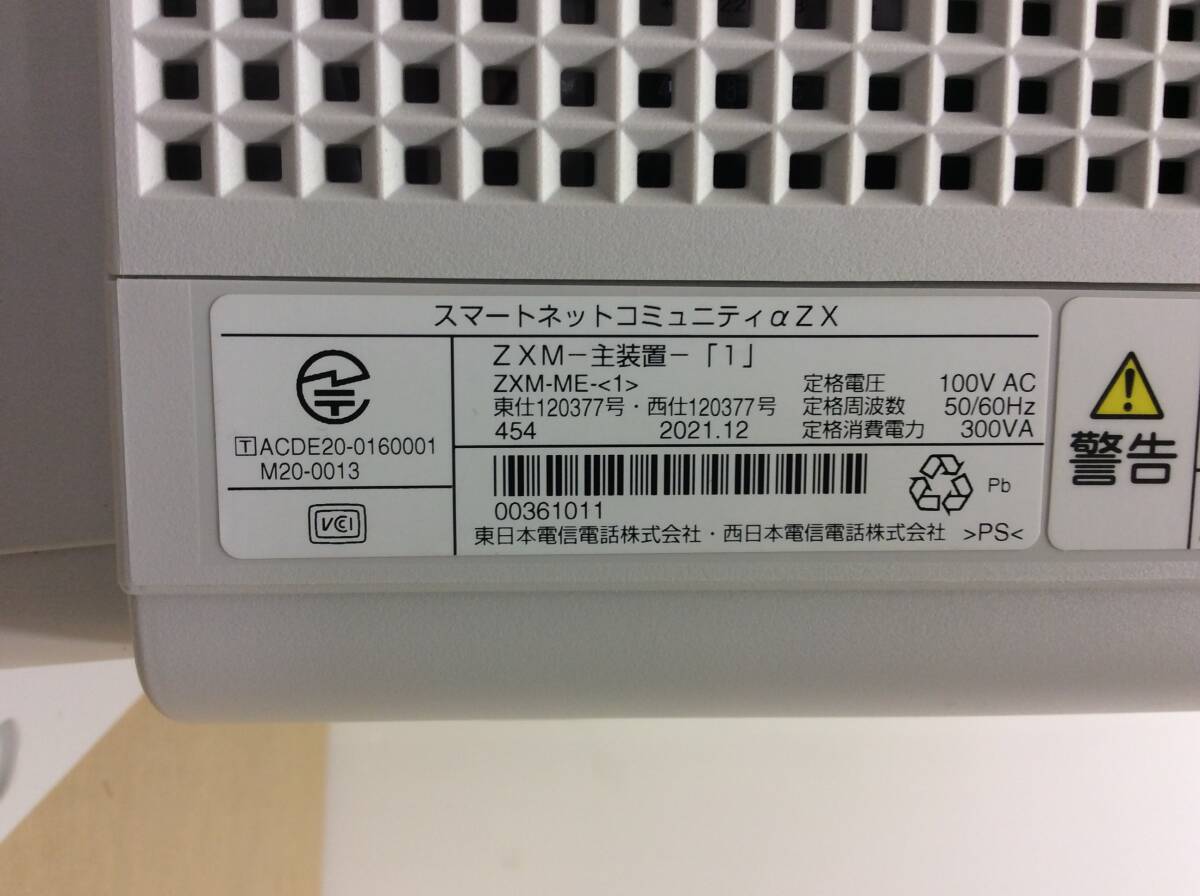 スマートネットコミュニティαZX
ZXM－主装置－「1」
ZXM-ME-<1>
東仕120377号・西仕120377号
454 2021.12
定格電圧 100V AC
定格周波数 50/60Hz
定格消費電力 300VA
T ACDE20-0160001
M20-0013
VCI
00361011
Pb
東日本電信電話株式会社・西日本電信電話株式会社 >PS<
警告